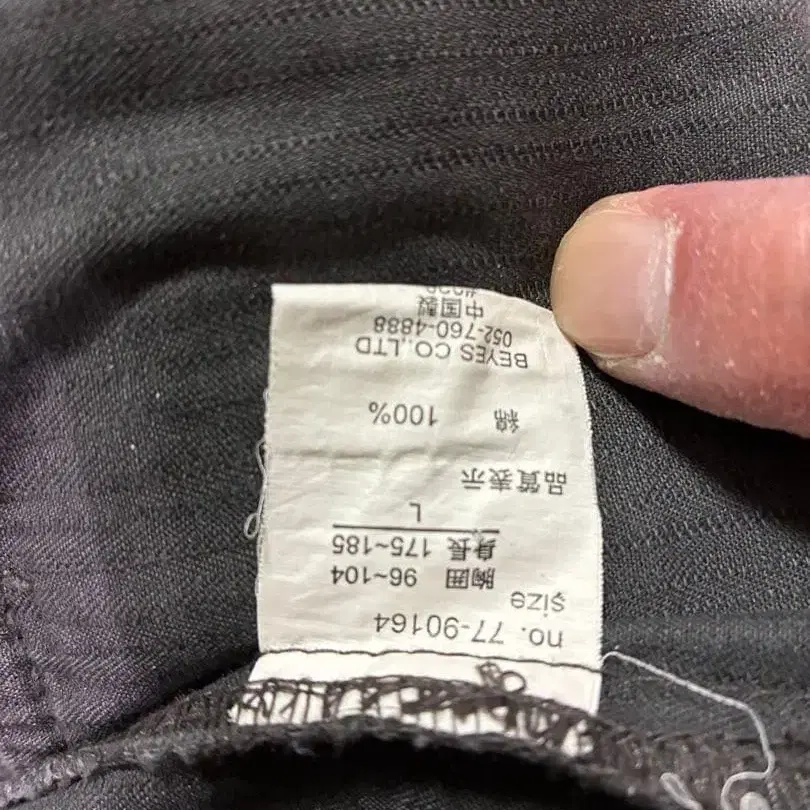 no. 77-90164
size
胸囲 96~104
身長 175~185
L
品質表示
綿 100%
BEYES CO.,LTD
052-760-4888
中国製